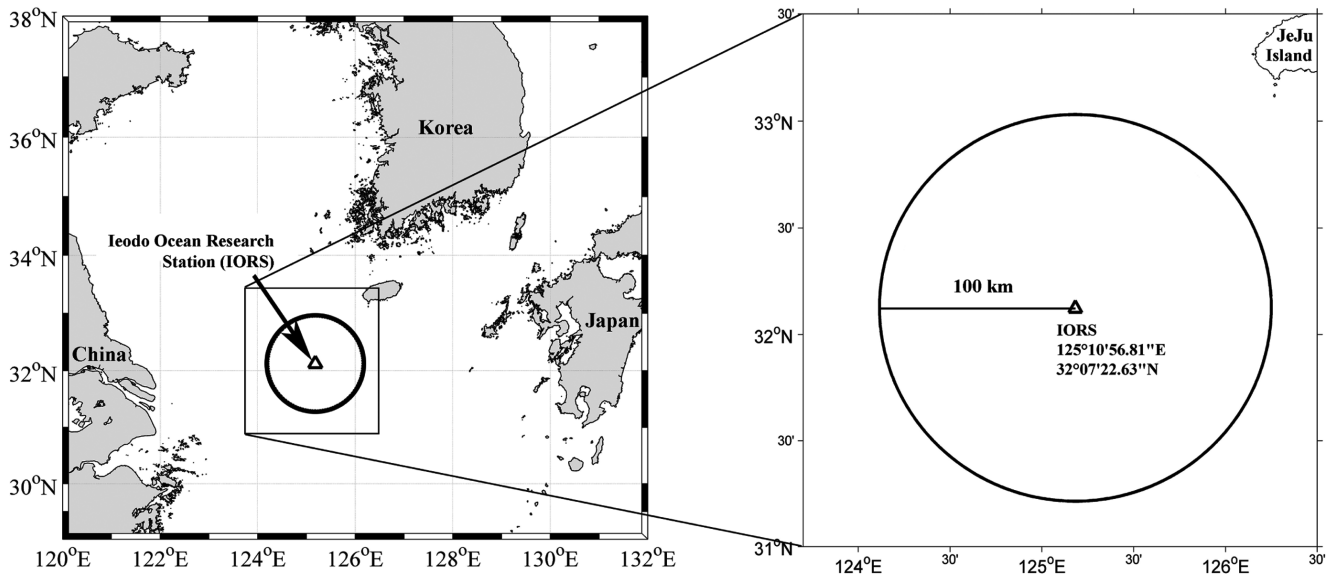 38°N
36°N
34°N
32°N
30°N
120°E
122°E
124°E
126°E
128°E
130°E
132°E
Korea
Ieodo Ocean Research
Station (IORS)
China
Japan
30'
33°N
30'
32°N
30'
31°N
124°E
30'
125°E
30'
126°E
30'
JeJu
Island
100 km
IORS
125°10'56.81"E
32°07'22.63"N